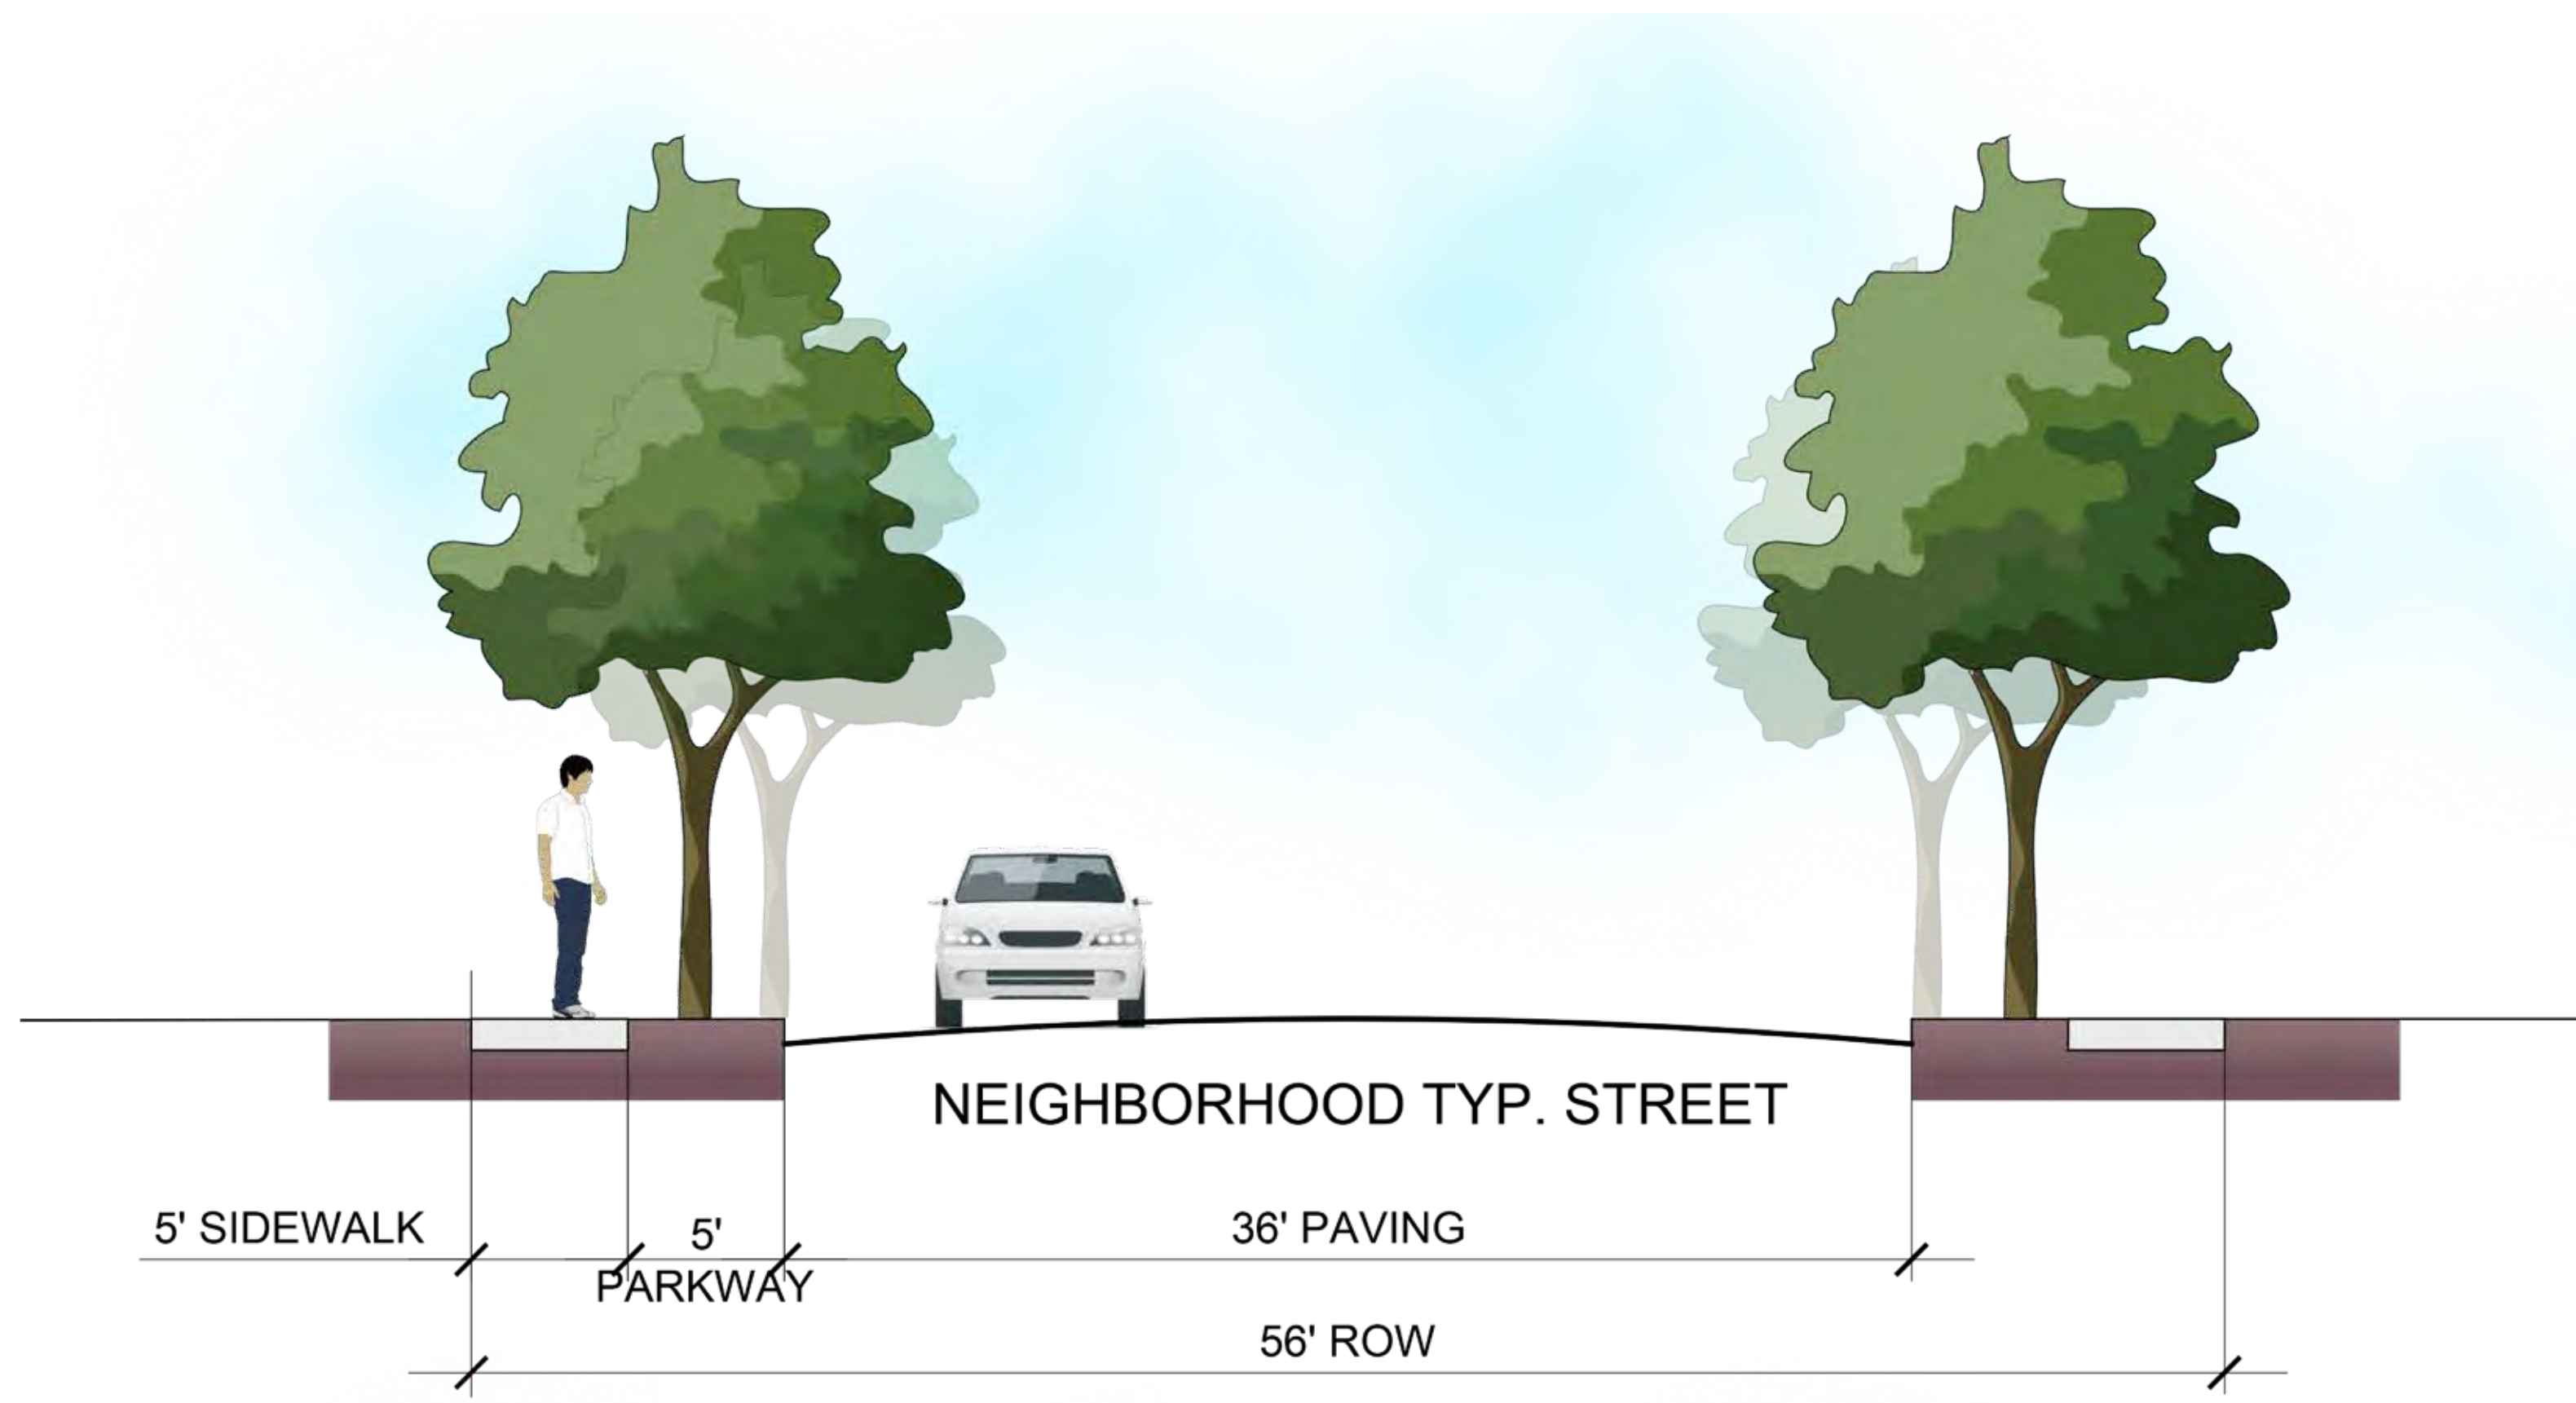 NEIGHBORHOOD TYP. STREET
5' SIDEWALK
5'
PARKWAY
36' PAVING
56' ROW